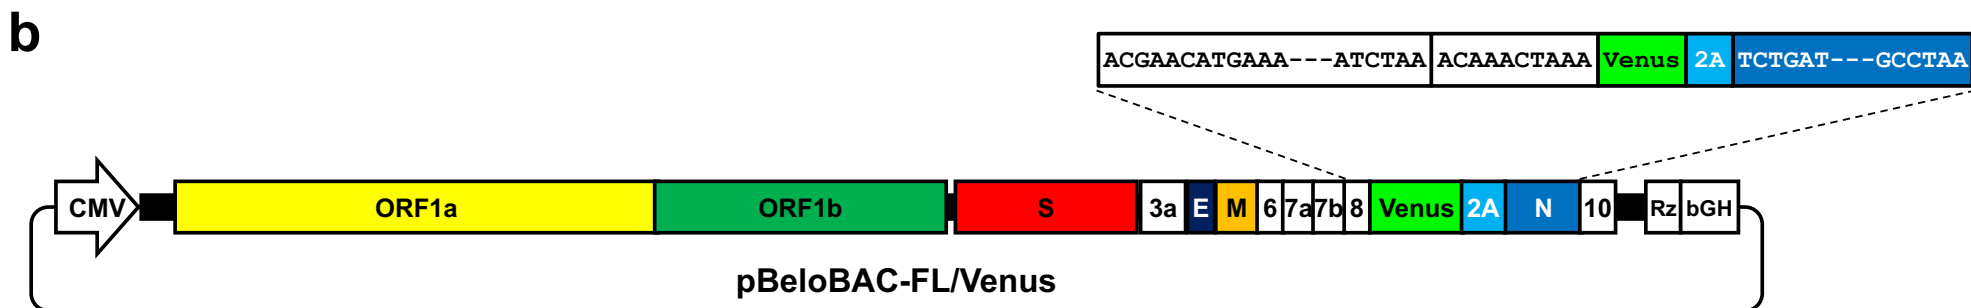 b
ACGAACATGAAA---ATCTAA ACAAACTAAA Venus 2A TCTGAT---GCCTAA
CMV ORF1a ORF1b S 3a E M 6 7a 7b 8 Venus 2A N 10 Rz bGH
pBeloBAC-FL/Venus